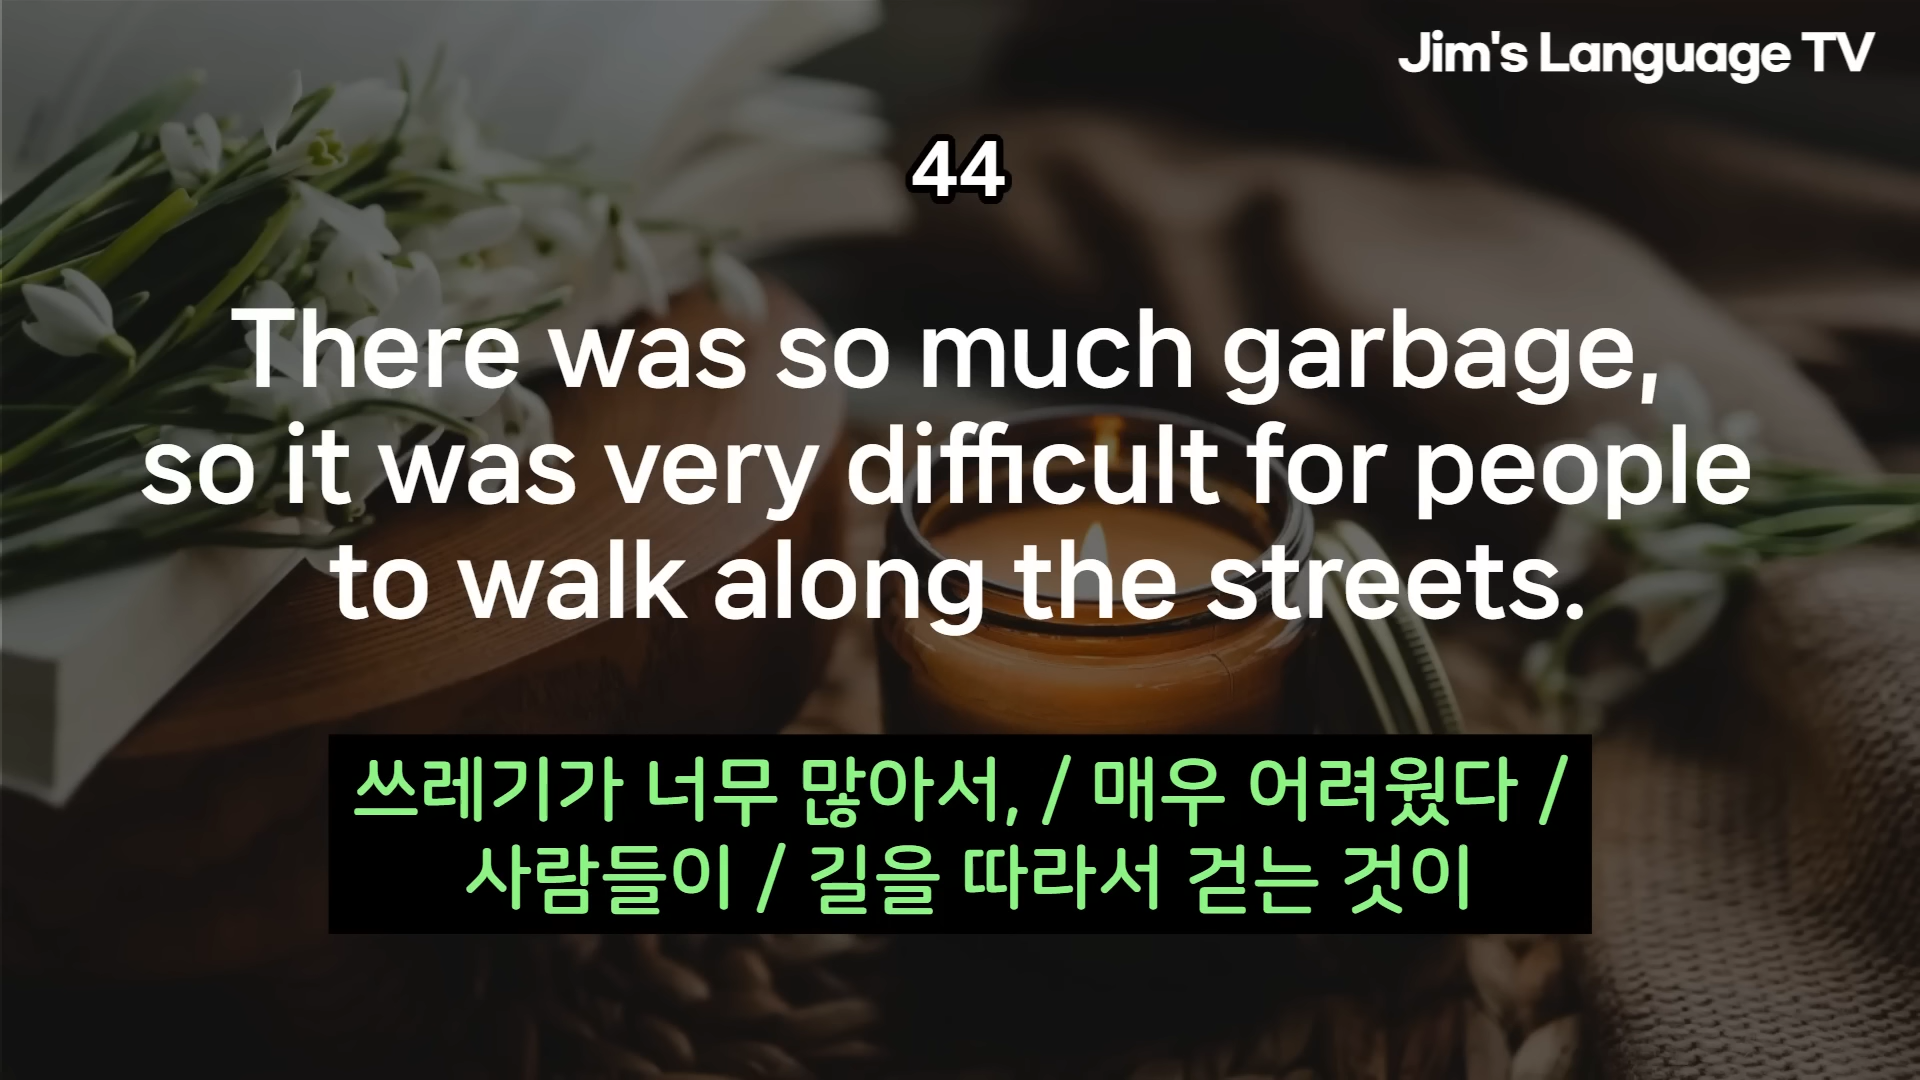 Jim's Language TV
44
There was so much garbage,
so it was very difficult for people
to walk along the streets.
쓰레기가 너무 많아서, / 매우 어려웠다 /
사람들이 / 길을 따라서 걷는 것이